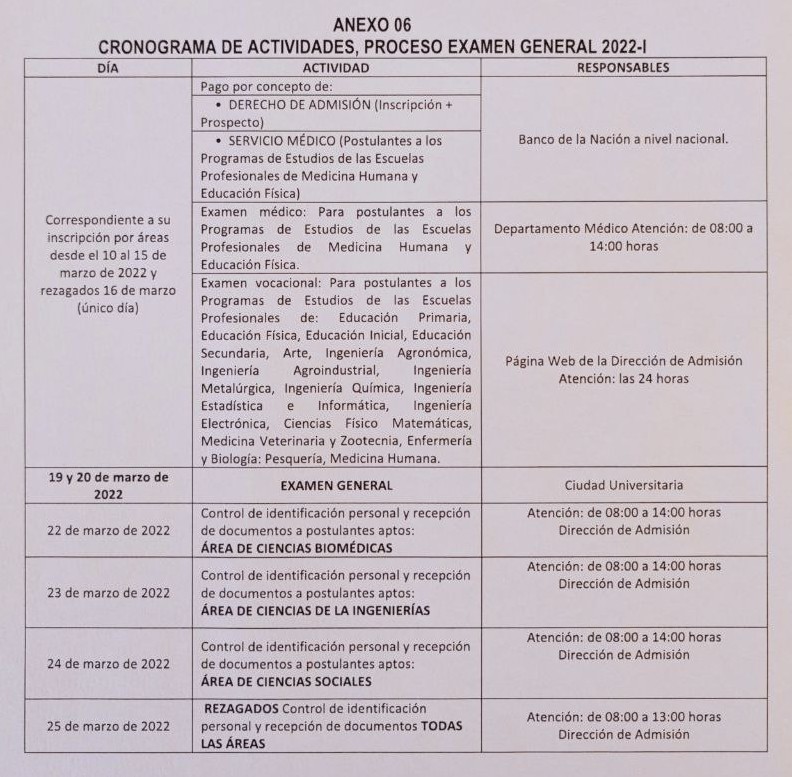 ANEXO 06
CRONOGRAMA DE ACTIVIDADES, PROCESO EXAMEN GENERAL 2022-I
DÍA
ACTIVIDAD
RESPONSABLES
Correspondiente a su
inscripción por áreas
desde el 10 al 15 de
marzo de 2022 y
rezagados 16 de marzo
(único día)
Pago por concepto de:
• DERECHO DE ADMISIÓN (Inscripción +
Prospecto)
• SERVICIO MÉDICO (Postulantes a los
Programas de Estudios de las Escuelas
Profesionales de Medicina Humana y
Educación Física)
Banco de la Nación a nivel nacional.
Examen médico: Para postulantes a los
Programas de Estudios de las Escuelas
Profesionales de Medicina Humana y
Educación Física.
Departamento Médico Atención: de 08:00 a
14:00 horas
Examen vocacional: Para postulantes a los
Programas de Estudios de las Escuelas
Profesionales de: Educación Primaria,
Educación Física, Educación Inicial, Educación
Secundaria, Arte, Ingeniería Agronómica,
Ingeniería Agroindustrial, Ingeniería
Metalúrgica, Ingeniería Química, Ingeniería
Estadística e Informática, Ingeniería
Electrónica, Ciencias Físico Matemáticas,
Medicina Veterinaria y Zootecnia, Enfermería
y Biología: Pesquería, Medicina Humana.
Página Web de la Dirección de Admisión
Atención: las 24 horas
19 y 20 de marzo de
2022
EXAMEN GENERAL
Ciudad Universitaria
22 de marzo de 2022
Control de identificación personal y recepción
de documentos a postulantes aptos:
ÁREA DE CIENCIAS BIOMÉDICAS
Atención: de 08:00 a 14:00 horas
Dirección de Admisión
23 de marzo de 2022
Control de identificación personal y recepción
de documentos a postulantes aptos:
ÁREA DE CIENCIAS DE LA INGENIERÍAS
Atención: de 08:00 a 14:00 horas
Dirección de Admisión
24 de marzo de 2022
Control de identificación personal y recepción
de documentos a postulantes aptos:
ÁREA DE CIENCIAS SOCIALES
Atención: de 08:00 a 14:00 horas
Dirección de Admisión
25 de marzo de 2022
REZAGADOS Control de identificación
personal y recepción de documentos TODAS
LAS ÁREAS
Atención: de 08:00 a 13:00 horas
Dirección de Admisión